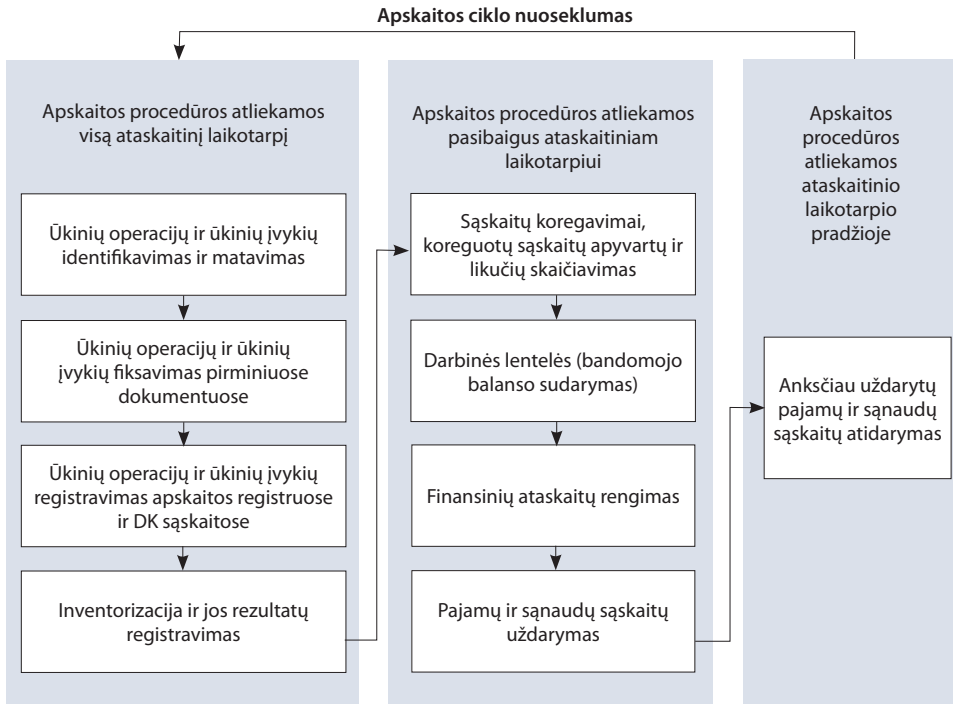 Apskaitos ciklo nuoseklumas
Apskaitos procedūros atliekamos
visą ataskaitinį laikotarpį
Ūkinių operacijų ir ūkinių įvykių
identifikavimas ir matavimas
Ūkinių operacijų ir ūkinių
įvykių fiksavimas pirminiuose
dokumentuose
Ūkinių operacijų ir ūkinių įvykių
registravimas apskaitos registruose
ir DK sąskaitose
Inventorizacija ir jos rezultatų
registravimas
Apskaitos procedūros atliekamos
pasibaigus ataskaitiniam
laikotarpiui
Sąskaitų koregavimai,
koreguotų sąskaitų apyvartų ir
likučių skaičiavimas
Darbinės lentelės (bandomojo
balanso sudarymas)
Finansinių ataskaitų rengimas
Pajamų ir sąnaudų sąskaitų
uždarymas
Apskaitos
procedūros
atliekamos
ataskaitinio
laikotarpio
pradžioje
Anksčiau uždarytų
pajamų ir sąnaudų
sąskaitų atidarymas